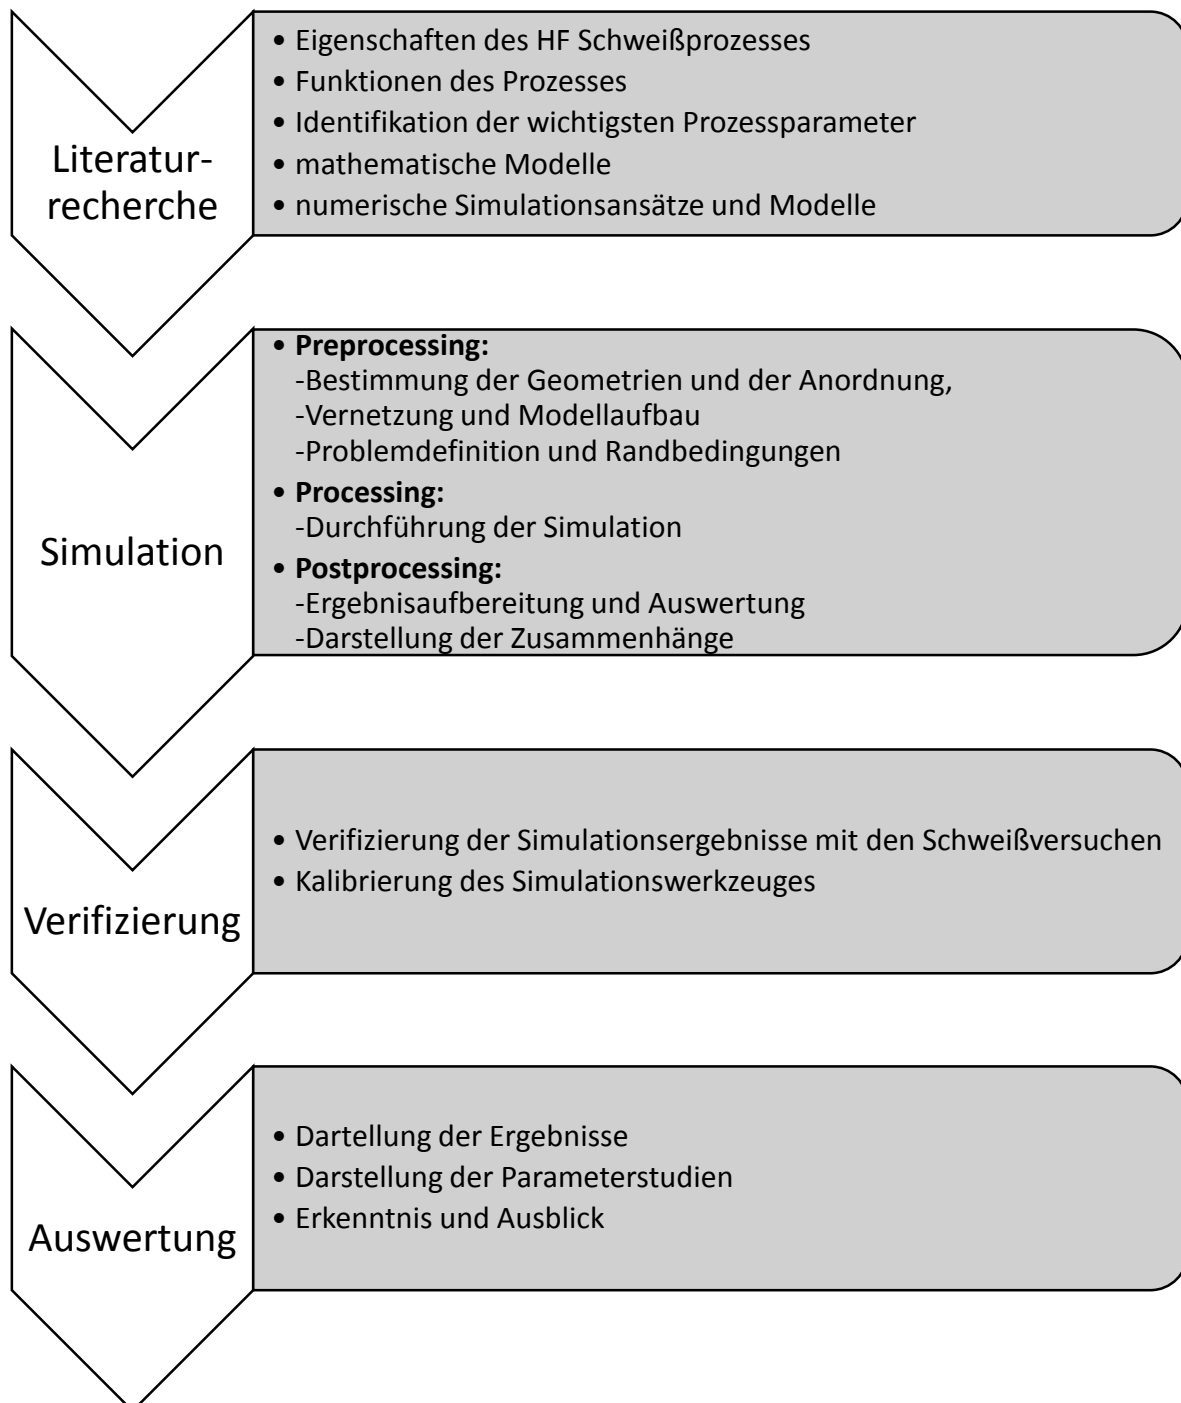 Literatur-
recherche
• Eigenschaften des HF Schweißprozesses
• Funktionen des Prozesses
• Identifikation der wichtigsten Prozessparameter
• mathematische Modelle
• numerische Simulationsansätze und Modelle
Simulation
• Preprocessing:
-Bestimmung der Geometrien und der Anordnung,
-Vernetzung und Modellaufbau
-Problemdefinition und Randbedingungen
• Processing:
-Durchführung der Simulation
• Postprocessing:
-Ergebnisaufbereitung und Auswertung
-Darstellung der Zusammenhänge
Verifizierung
• Verifizierung der Simulationsergebnisse mit den Schweißversuchen
• Kalibrierung des Simulationswerkzeuges
Auswertung
• Dartellung der Ergebnisse
• Darstellung der Parameterstudien
• Erkenntnis und Ausblick